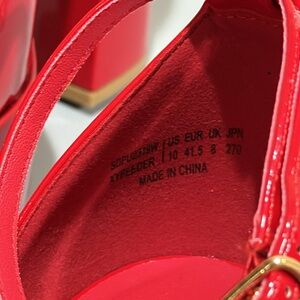 US EUR UK JPN
10 41.5 8 270
MADE IN CHINA